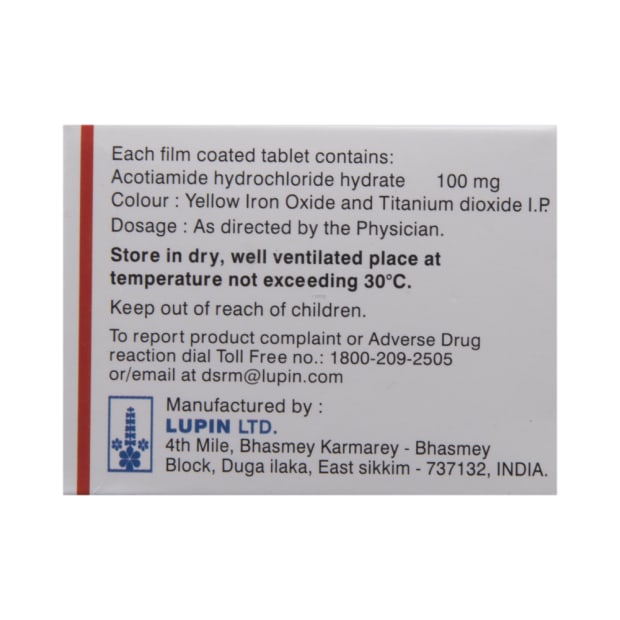 Each film coated tablet contains:
Acotiamide hydrochloride hydrate 100 mg
Colour : Yellow Iron Oxide and Titanium dioxide I.P.
Dosage : As directed by the Physician.
Store in dry, well ventilated place at
temperature not exceeding 30°C.
Keep out of reach of children.
To report product complaint or Adverse Drug
reaction dial Toll Free no.: 1800-209-2505
or/email at dsrm@lupin.com
Manufactured by :
LUPIN LTD.
4th Mile, Bhasmey Karmarey - Bhasmey
Block, Duga ilaka, East sikkim - 737132, INDIA.